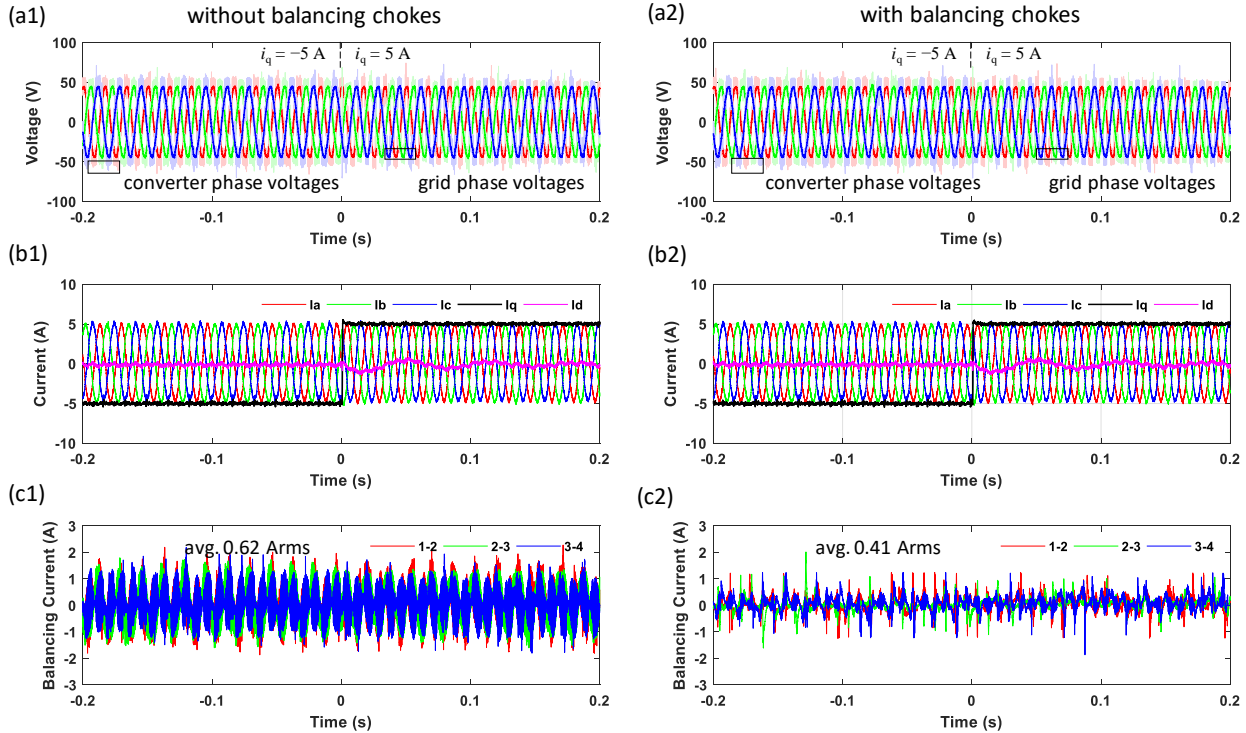 (a1) without balancing chokes
100
50
0
-50
-100
Voltage (V)
iq = −5 A iq = 5 A
converter phase voltages grid phase voltages
-0.2 -0.1 0 0.1 0.2
Time (s)
(a2) with balancing chokes
100
50
0
-50
-100
Voltage (V)
iq = −5 A iq = 5 A
converter phase voltages grid phase voltages
-0.2 -0.1 0 0.1 0.2
Time (s)
(b1)
10
5
0
-5
-10
Current (A)
Ia Ib Ic Iq Id
-0.2 -0.1 0 0.1 0.2
Time (s)
(b2)
10
5
0
-5
-10
Current (A)
Ia Ib Ic Iq Id
-0.2 -0.1 0 0.1 0.2
Time (s)
(c1)
3
2
1
0
-1
-2
-3
Balancing Current (A)
avg. 0.62 Arms 1-2 2-3 3-4
-0.2 -0.1 0 0.1 0.2
Time (s)
(c2)
3
2
1
0
-1
-2
-3
Balancing Current (A)
avg. 0.41 Arms 1-2 2-3 3-4
-0.2 -0.1 0 0.1 0.2
Time (s)